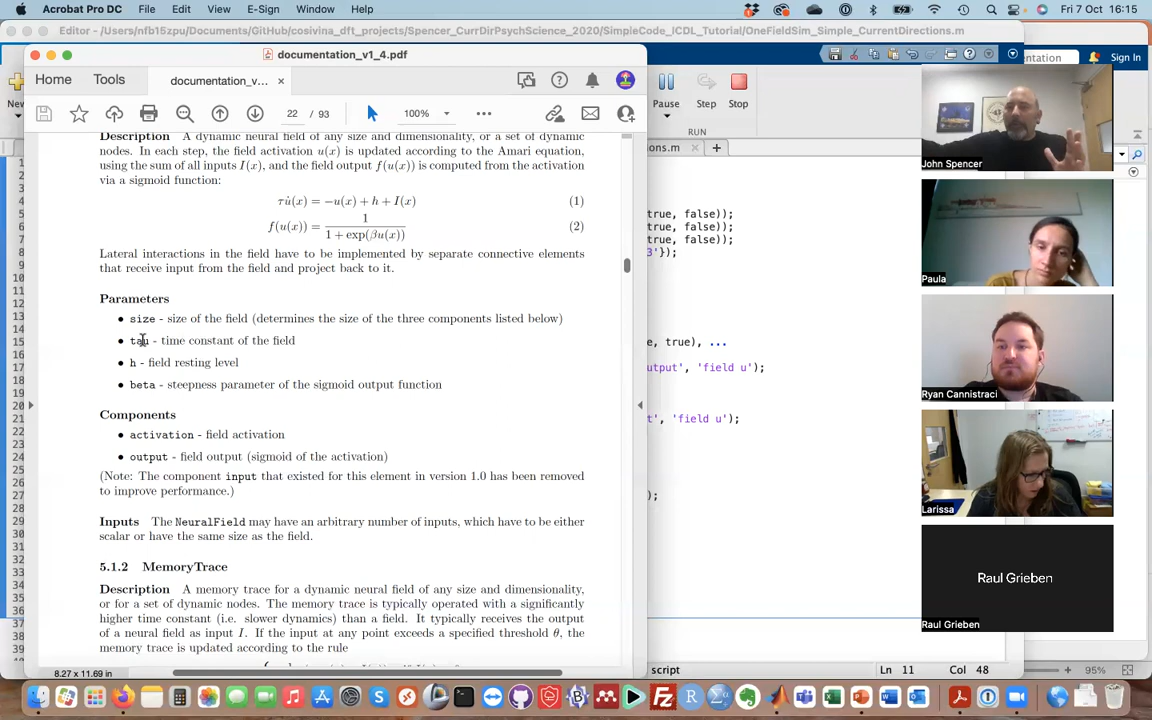 Acrobat Pro DC File Edit View E-Sign Window Help Fri 7 Oct 16:15
Editor - /Users/nfb15zpu/Documents/GitHub/cosivina_dft_projects/Spencer_CurrDirPsychScience_2020/SimpleCode_ICDL_Tutorial/OneFieldSim_Simple_CurrentDirections.m
documentation_v1_4.pdf
Home Tools documentation_v... ×
Sign In
22 / 93 100%
New
Pause Step Stop
RUN
ons.m
Description A dynamic neural field of any size and dimensionality, or a set of dynamic
nodes. In each step, the field activation u(x) is updated according to the Amari equation,
using the sum of all inputs I(x), and the field output f(u(x)) is computed from the activation
via a sigmoid function:
τu̇(x) = −u(x) + h + I(x) (1)
f(u(x)) = 1 / 1 + exp(βu(x)) (2)
Lateral interactions in the field have to be implemented by separate connective elements
that receive input from the field and project back to it.
Parameters
• size - size of the field (determines the size of the three components listed below)
• tau - time constant of the field
• h - field resting level
• beta - steepness parameter of the sigmoid output function
Components
• activation - field activation
• output - field output (sigmoid of the activation)
(Note: The component input that existed for this element in version 1.0 has been removed
to improve performance.)
Inputs The NeuralField may have an arbitrary number of inputs, which have to be either
scalar or have the same size as the field.
5.1.2 MemoryTrace
Description A memory trace for a dynamic neural field of any size and dimensionality,
or for a set of dynamic nodes. The memory trace is typically operated with a significantly
higher time constant (i.e. slower dynamics) than a field. It typically receives the output
of a neural field as input I. If the input at any point exceeds a specified threshold θ, the
memory trace is updated according to the rule
8.27 x 11.69 in
true, false));
true, false));
true, false));
3'});
e, true), ...
utput', 'field u');
t', 'field u');
);
script Ln 11 Col 48
95%
John Spencer
Paula
Ryan Cannistraci
Larissa
Raul Grieben
Raul Grieben